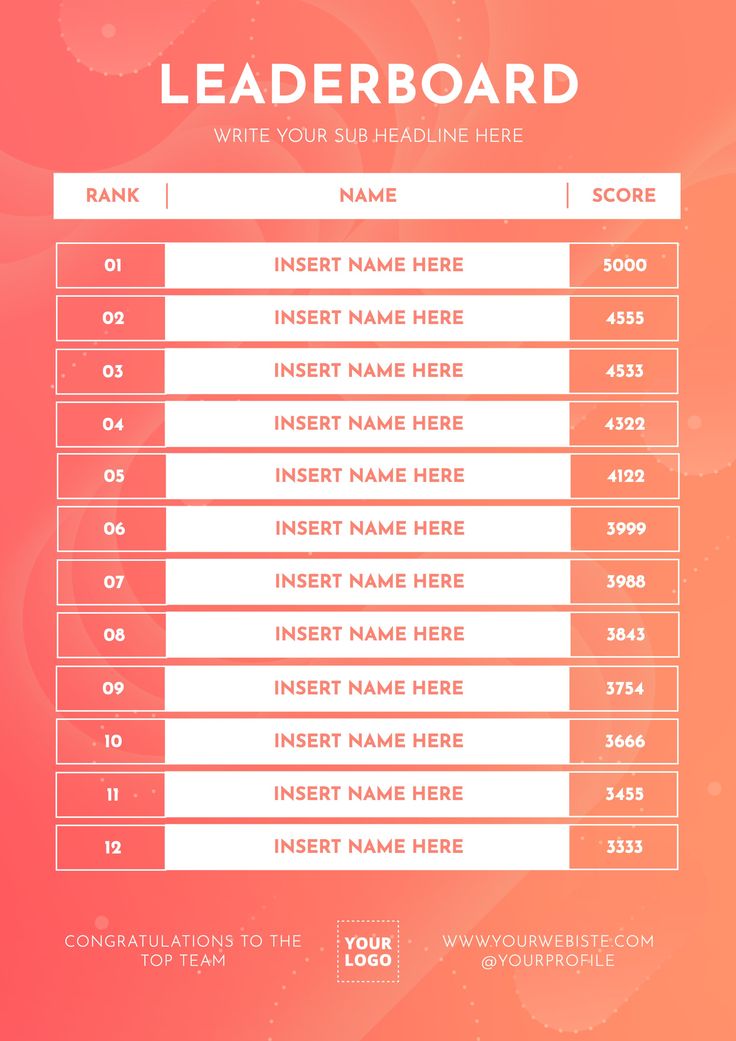 LEADERBOARD
WRITE YOUR SUB HEADLINE HERE
RANK NAME SCORE
01 INSERT NAME HERE 5000
02 INSERT NAME HERE 4555
03 INSERT NAME HERE 4533
04 INSERT NAME HERE 4322
05 INSERT NAME HERE 4122
06 INSERT NAME HERE 3999
07 INSERT NAME HERE 3988
08 INSERT NAME HERE 3843
09 INSERT NAME HERE 3754
10 INSERT NAME HERE 3666
11 INSERT NAME HERE 3455
12 INSERT NAME HERE 3333
CONGRATULATIONS TO THE
TOP TEAM
YOUR
LOGO
WWW.YOURWEBISTE.COM
@YOURPROFILE